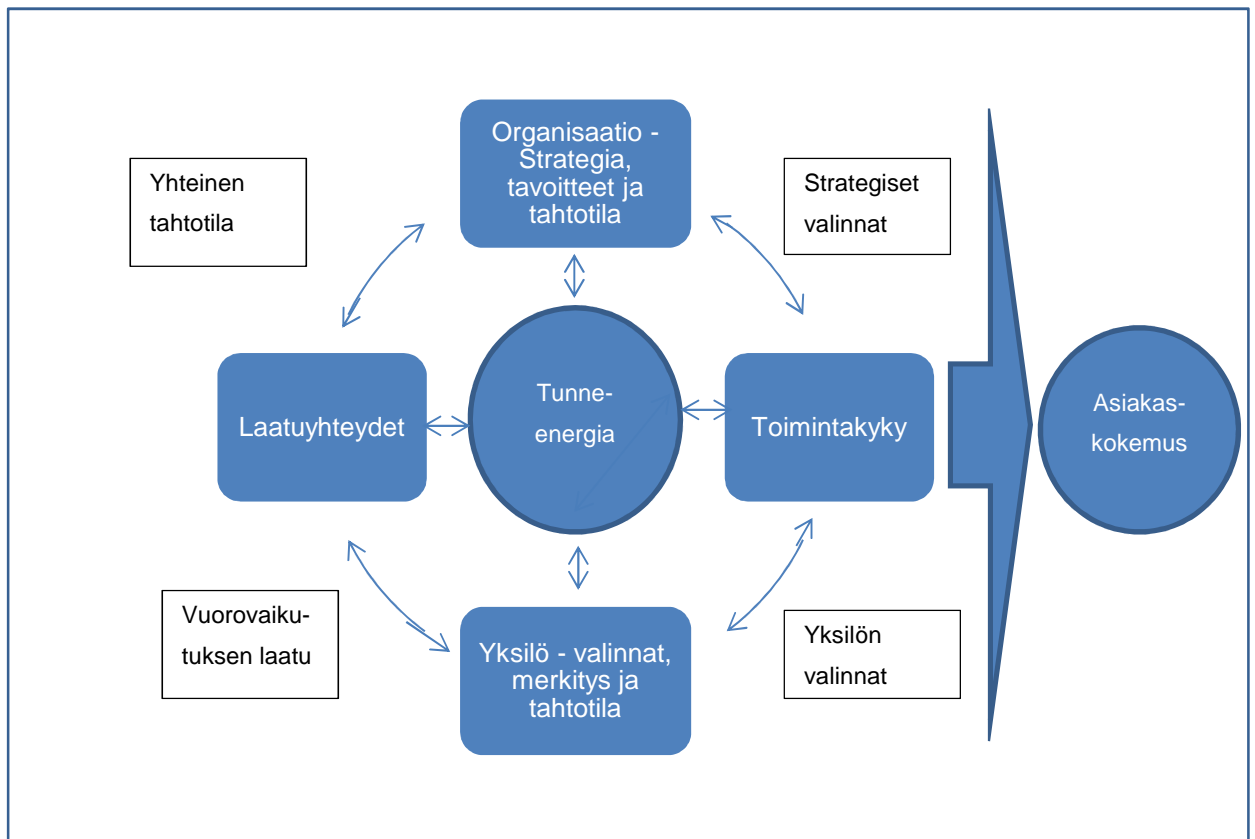 Organisaatio -
Strategia,
tavoitteet ja
tahtotila
Yhteinen
tahtotila
Strategiset
valinnat
Laatuyhteydet
Tunne-
energia
Toimintakyky
Asiakas-
kokemus
Vuorovaiku-
tuksen laatu
Yksilö - valinnat,
merkitys ja
tahtotila
Yksilön
valinnat